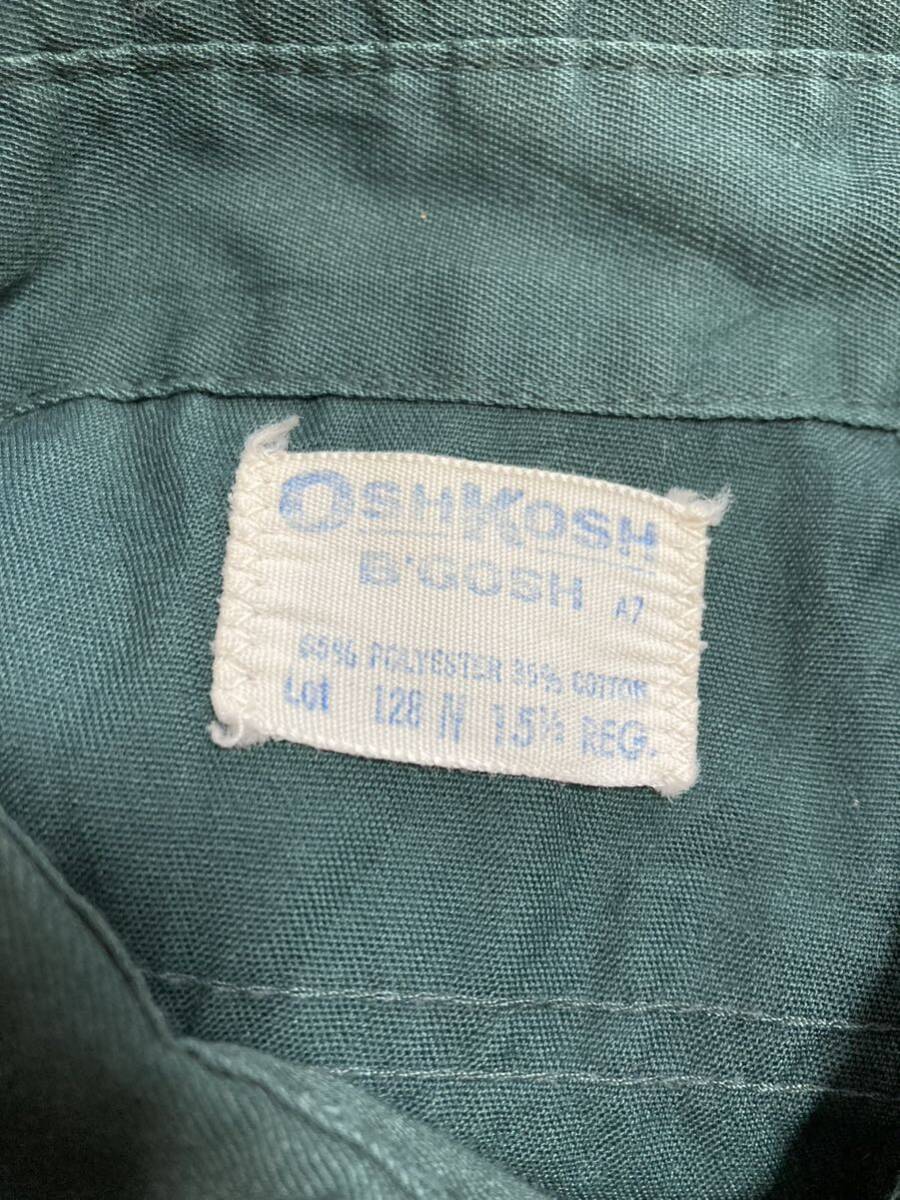 OSHKOSH
B'GOSH A7
65% POLYESTER 35% COTTON
Lot 128 N 15½ REG.